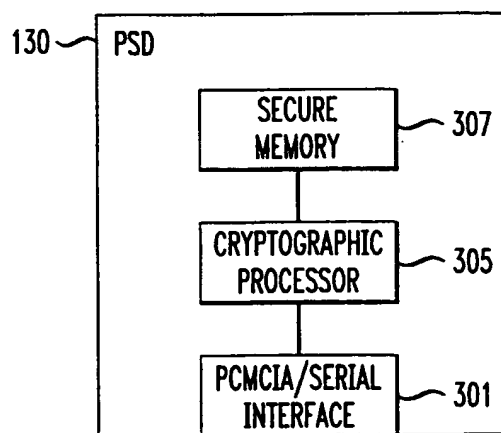 130
PSD
SECURE
MEMORY
307
CRYPTOGRAPHIC
PROCESSOR
305
PCMCIA/SERIAL
INTERFACE
301